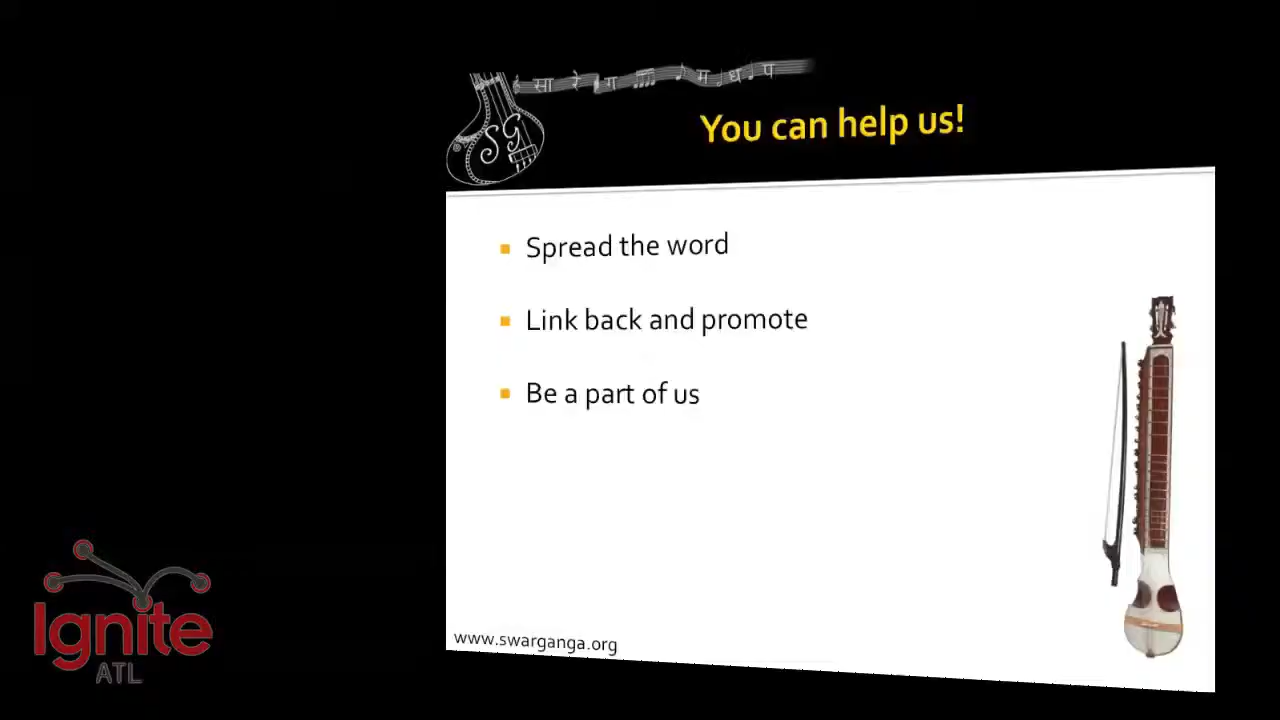 सा रे ग म ध प
You can help us!
SG
Spread the word
Link back and promote
Be a part of us
www.swarganga.org
Ignite
ATL